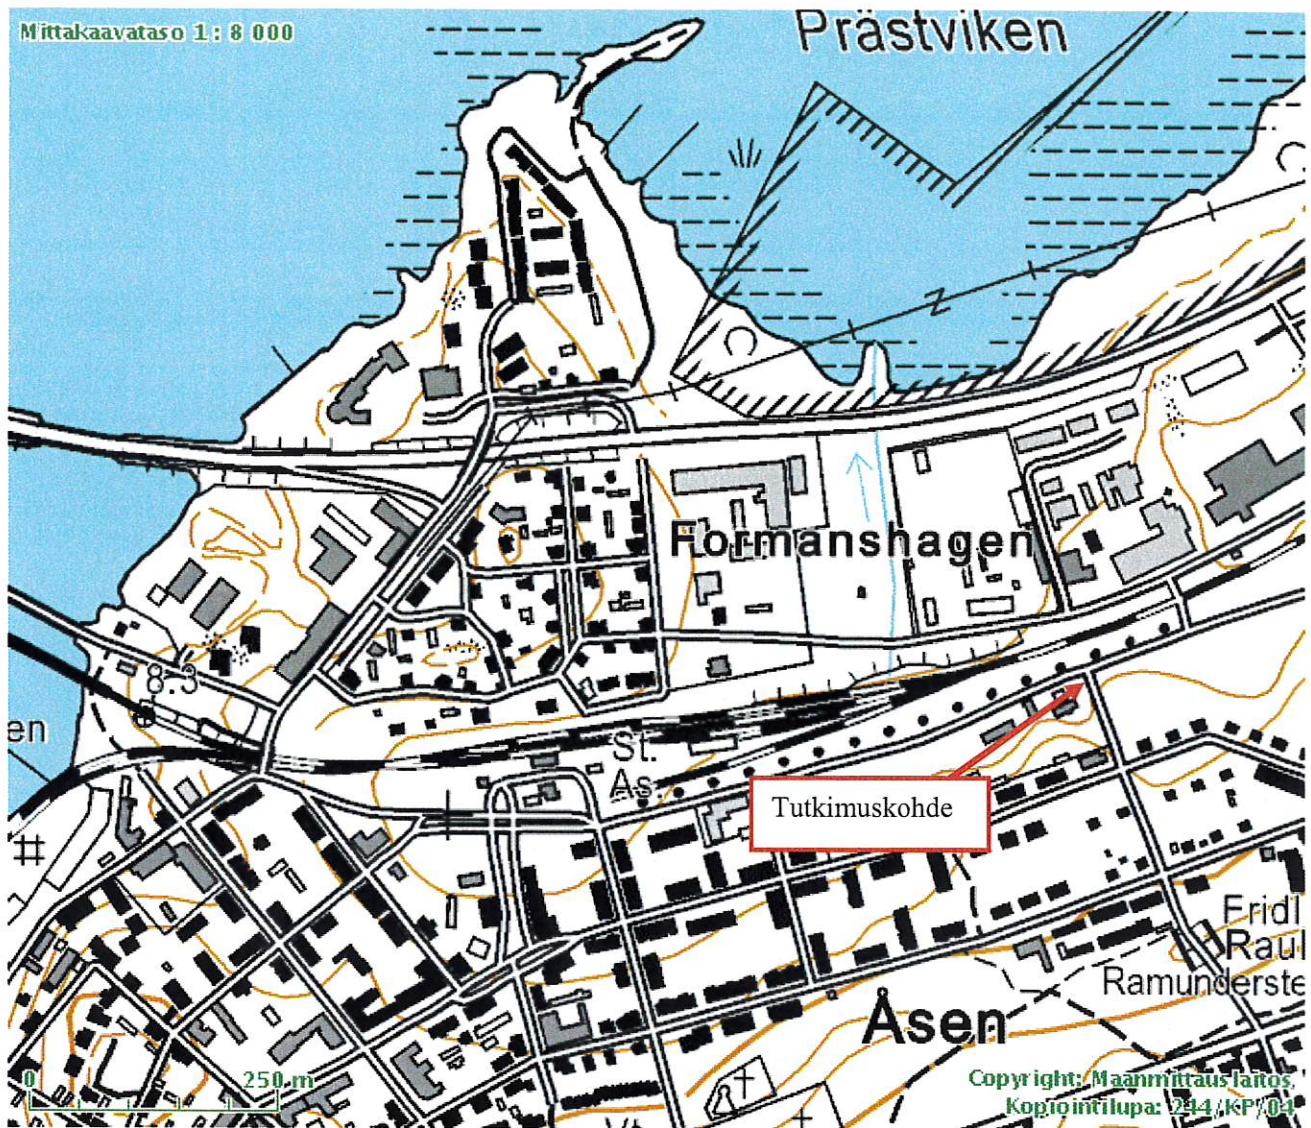 Mittakaavataso 1 : 8 000
Prästviken
Formanshagen
8.3
en
St.
As.
Tutkimuskohde
Fridl
Raul
Ramunderste
Åsen
0
250 m
Copyright: Maanmittauslaitos,
Kopiointilupa: 244/KP/04